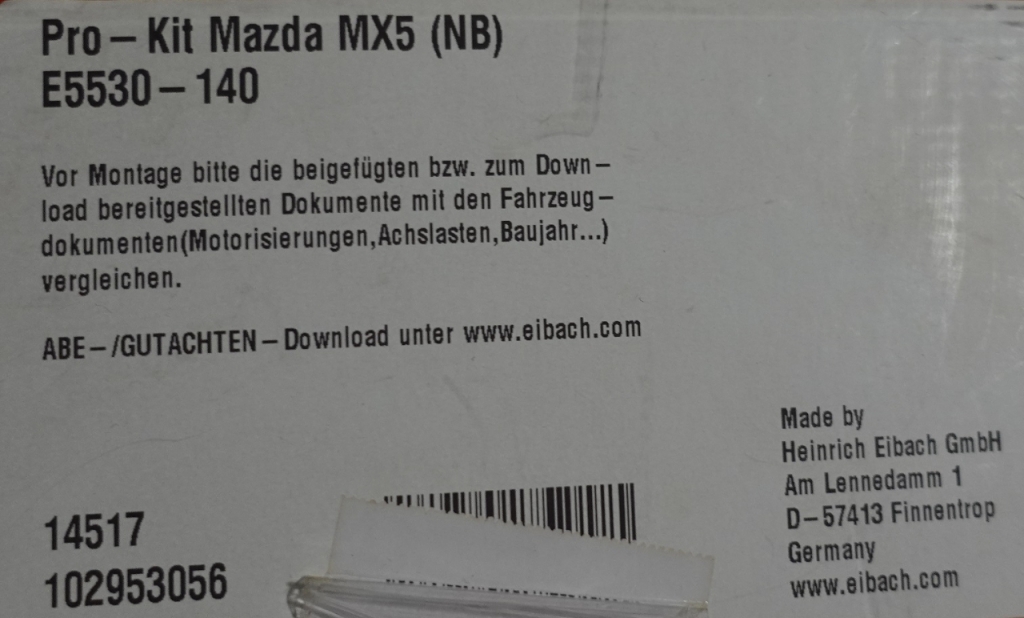 Pro – Kit Mazda MX5 (NB)
E5530 – 140
Vor Montage bitte die beigefügten bzw. zum Down –
load bereitgestellten Dokumente mit den Fahrzeug –
dokumenten(Motorisierungen,Achslasten,Baujahr...)
vergleichen.
ABE – /GUTACHTEN – Download unter www.eibach.com
Made by
Heinrich Eibach GmbH
Am Lennedamm 1
D – 57413 Finnentrop
Germany
www.eibach.com
14517
102953056